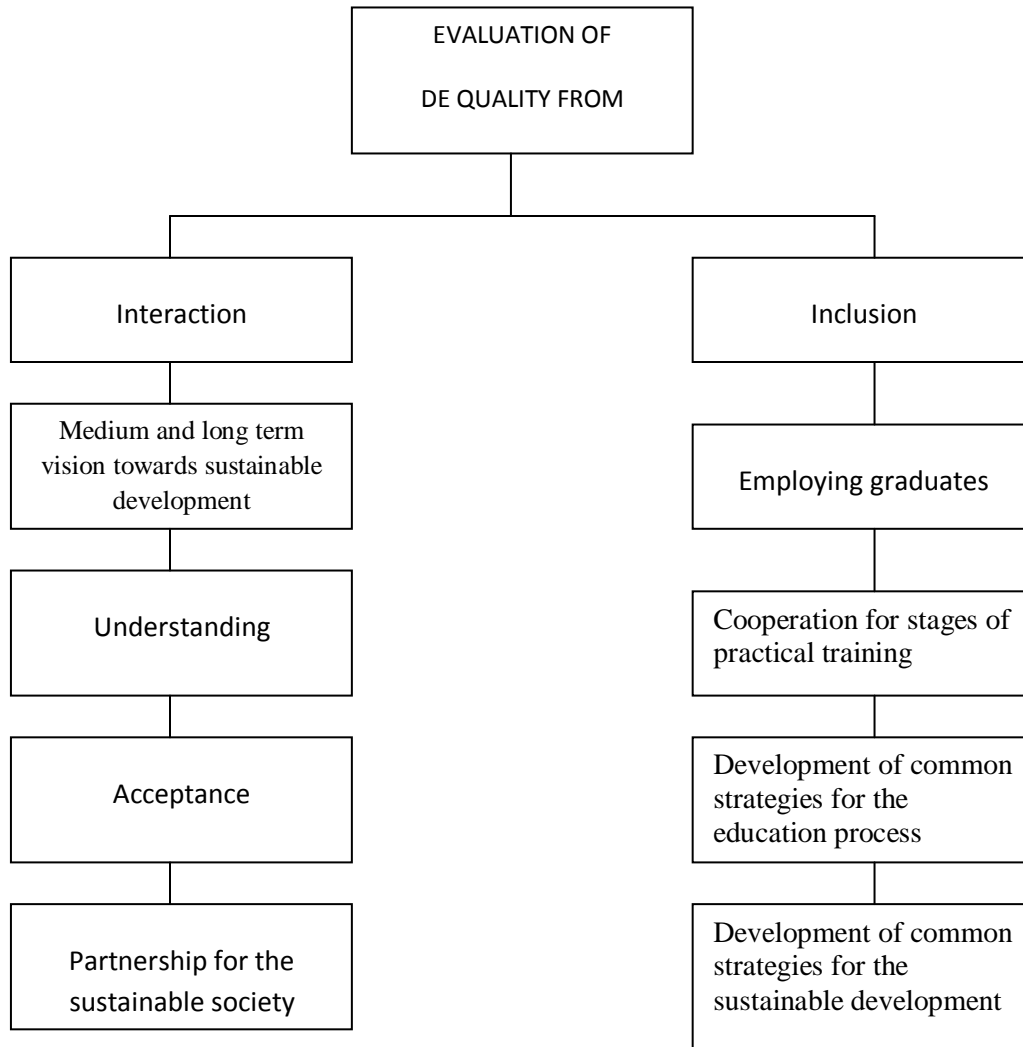 EVALUATION OF
DE QUALITY FROM
Interaction
Medium and long term
vision towards sustainable
development
Understanding
Acceptance
Partnership for the
sustainable society
Inclusion
Employing graduates
Cooperation for stages of
practical training
Development of common
strategies for the
education process
Development of common
strategies for the
sustainable development